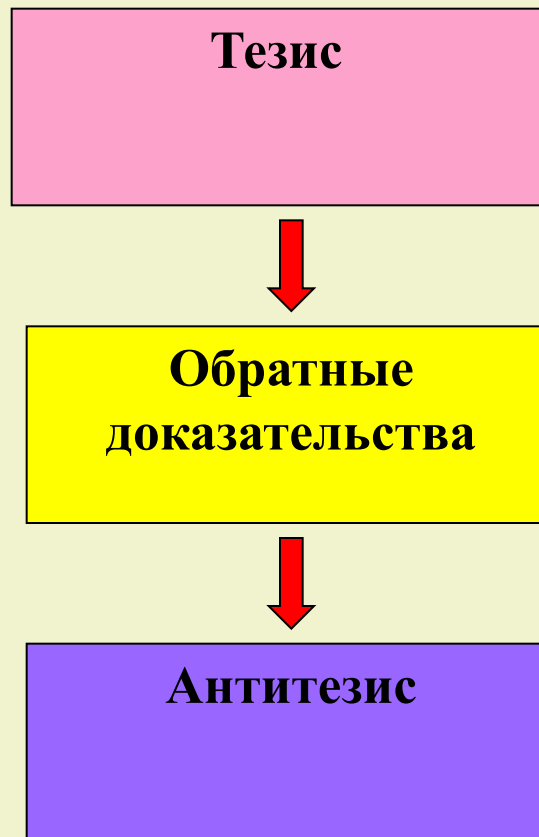 Тезис
Обратные
доказательства
Антитезис